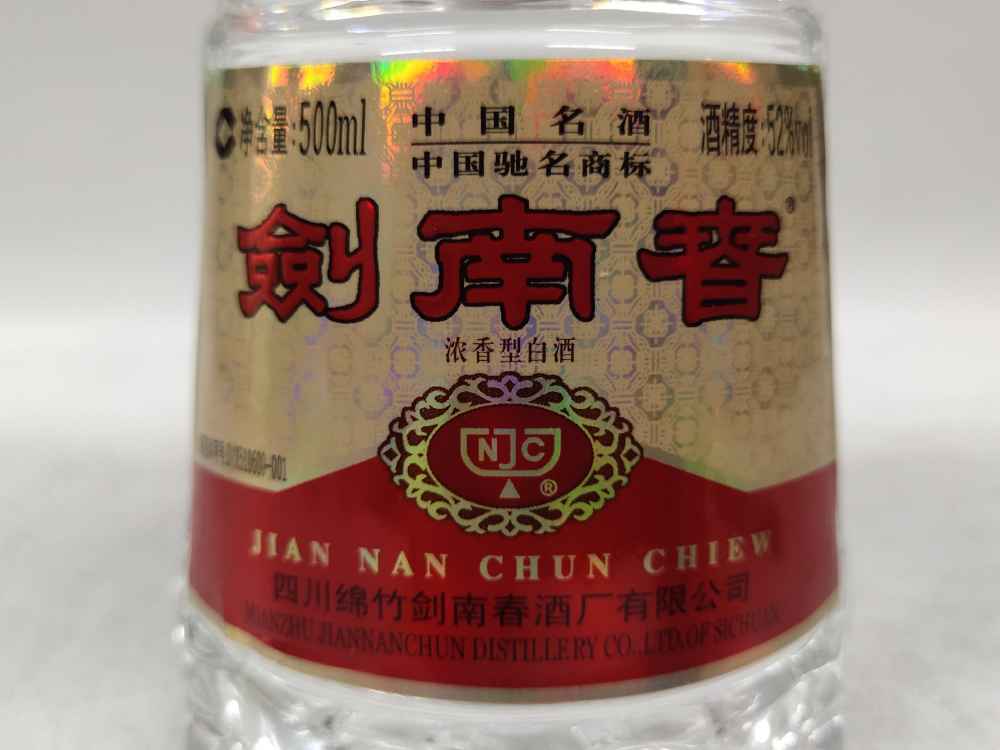 净含量:500ml
中国名酒
中国驰名商标
酒精度:52%vol
劍南春®
浓香型白酒
NJC
®
JIAN NAN CHUN CHIEW
四川绵竹剑南春酒厂有限公司
MIANZHU JIANNANCHUN DISTILLERY CO.,LTD.OF SICHUAN